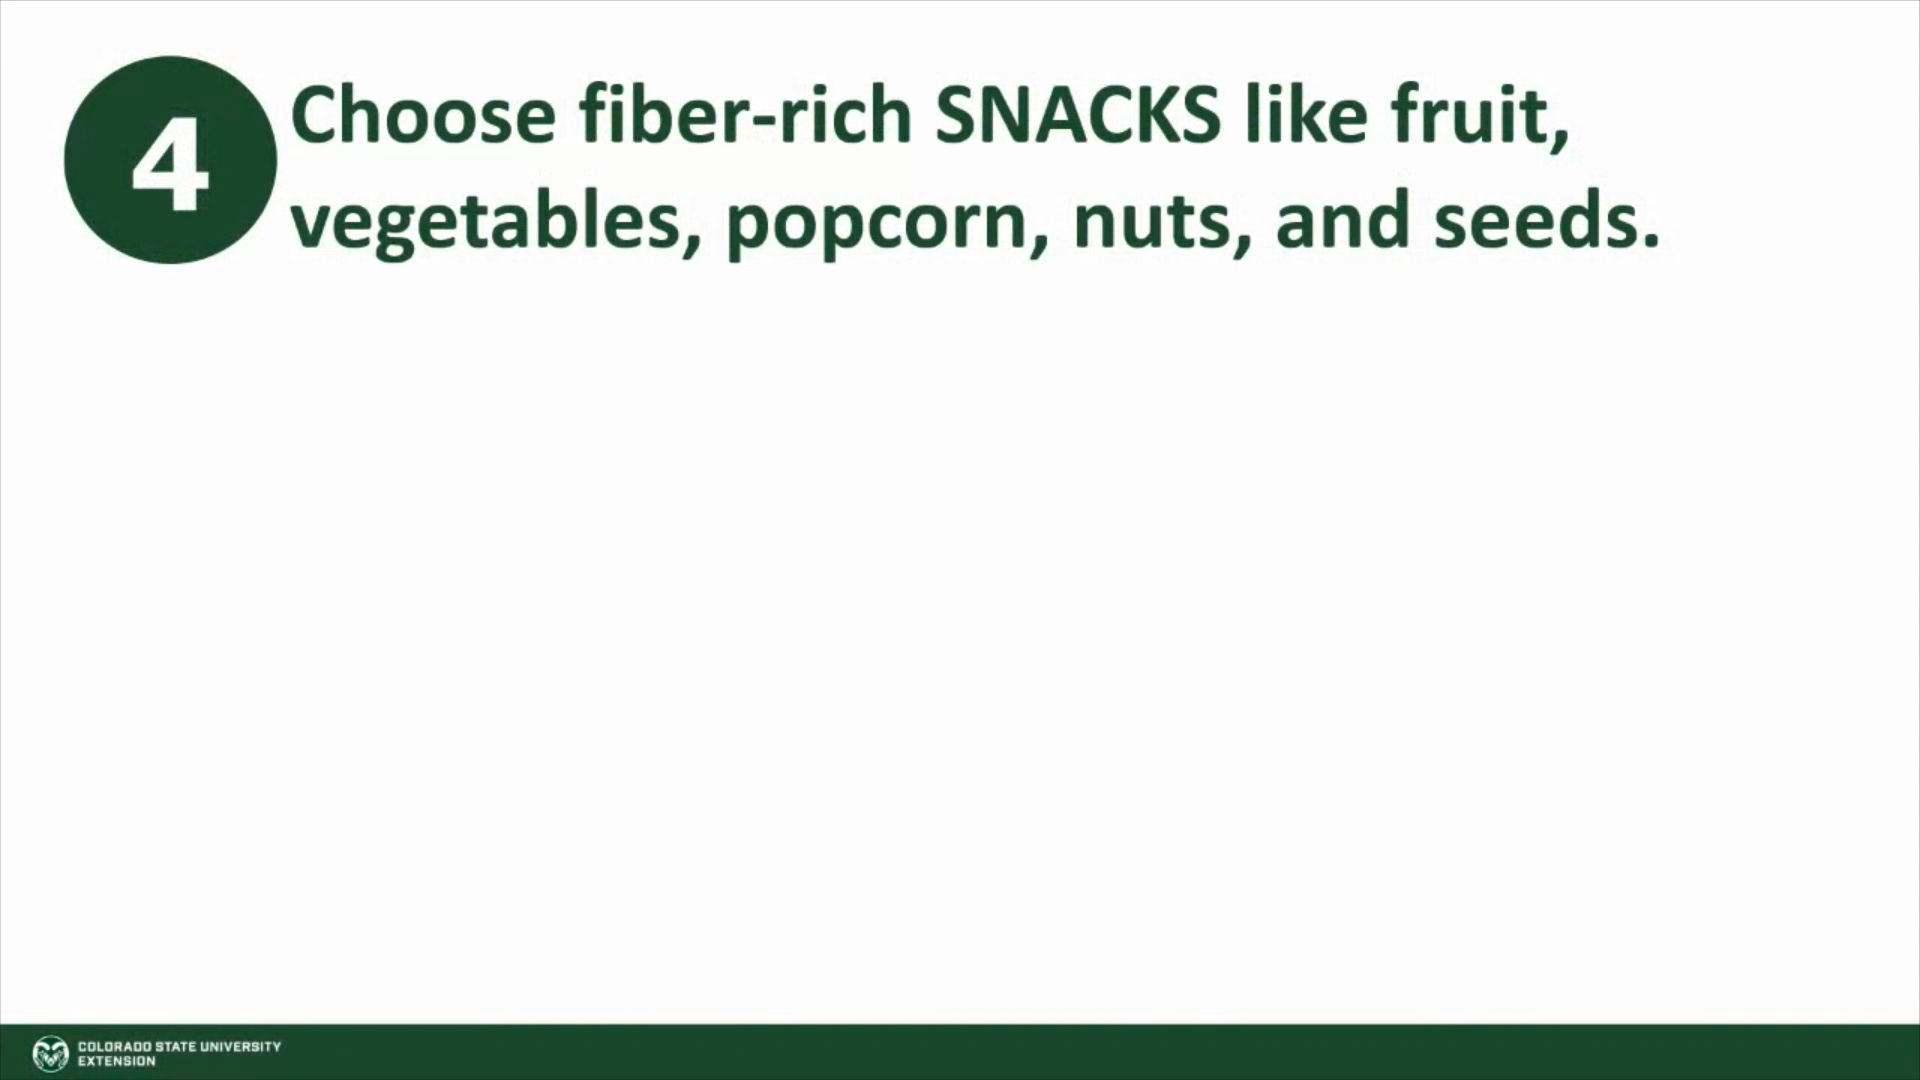 4
Choose fiber-rich SNACKS like fruit,
vegetables, popcorn, nuts, and seeds.
COLORADO STATE UNIVERSITY
EXTENSION